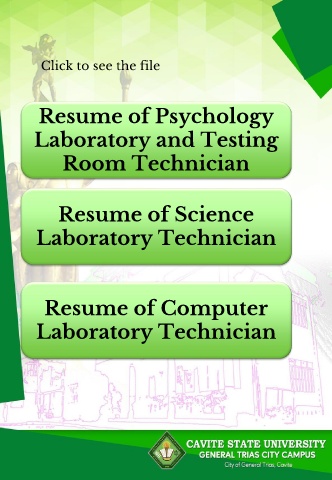 Click to see the file
Resume of Psychology
Laboratory and Testing
Room Technician
Resume of Science
Laboratory Technician
Resume of Computer
Laboratory Technician
CAVITE STATE UNIVERSITY
GENERAL TRIAS CITY CAMPUS
City of General Trias, Cavite